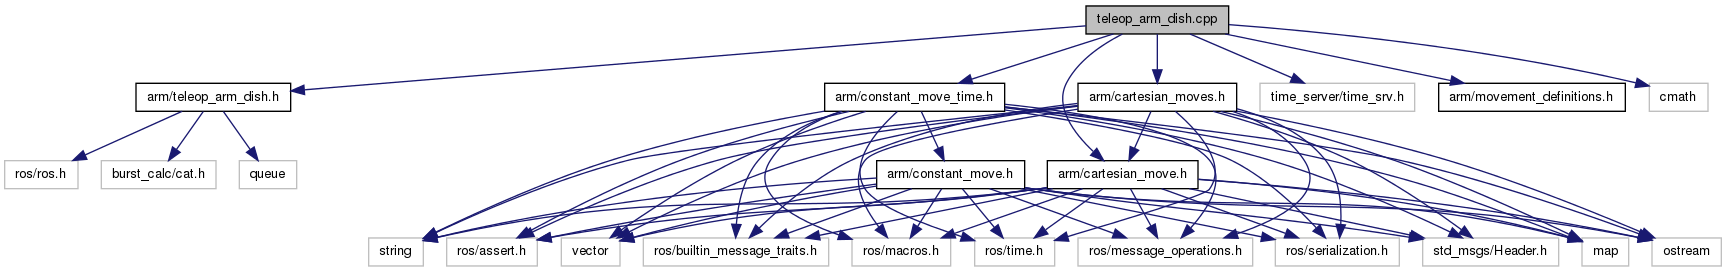 teleop_arm_dish.cpp
arm/teleop_arm_dish.h
arm/constant_move_time.h
arm/cartesian_moves.h
time_server/time_srv.h
arm/movement_definitions.h
cmath
ros/ros.h
burst_calc/cat.h
queue
arm/constant_move.h
arm/cartesian_move.h
string
ros/assert.h
vector
ros/builtin_message_traits.h
ros/macros.h
ros/time.h
ros/message_operations.h
ros/serialization.h
std_msgs/Header.h
map
ostream